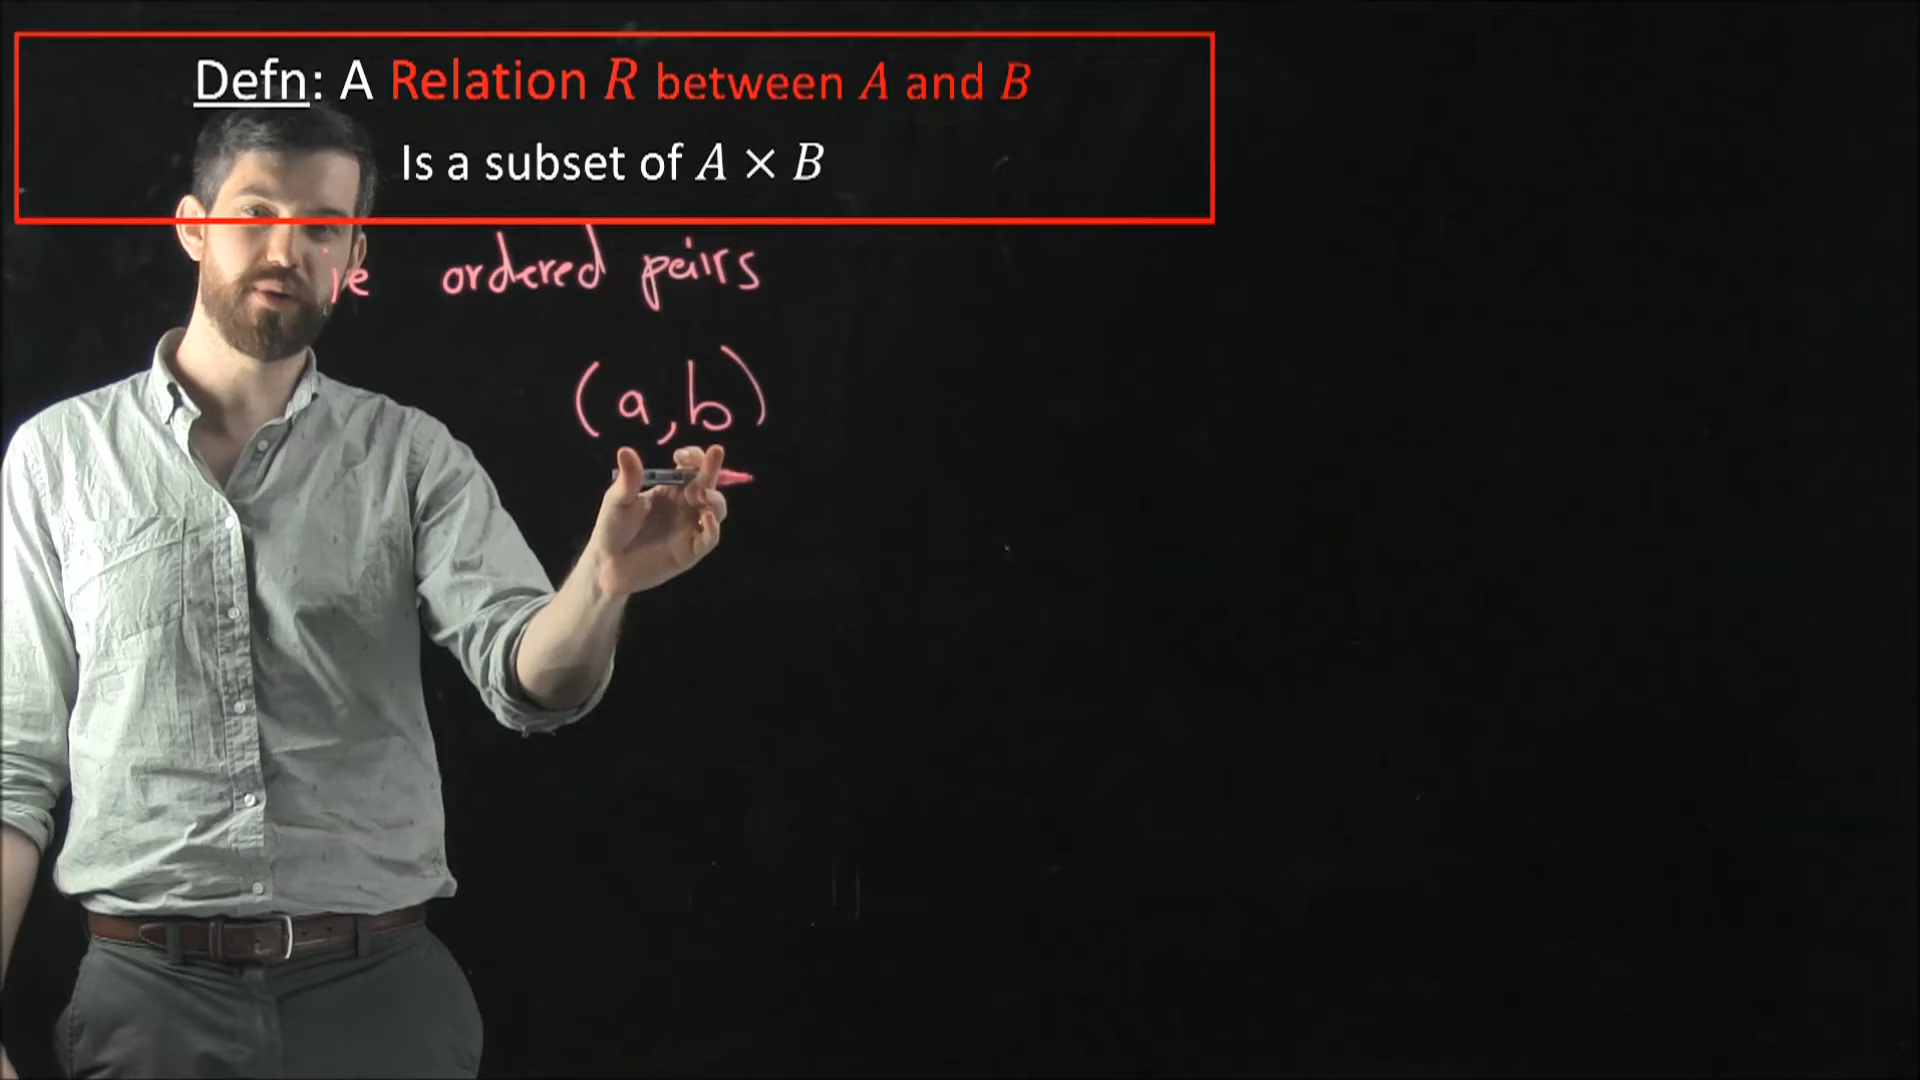 Defn: A Relation R between A and B
Is a subset of A × B
ie ordered pairs
(a,b)